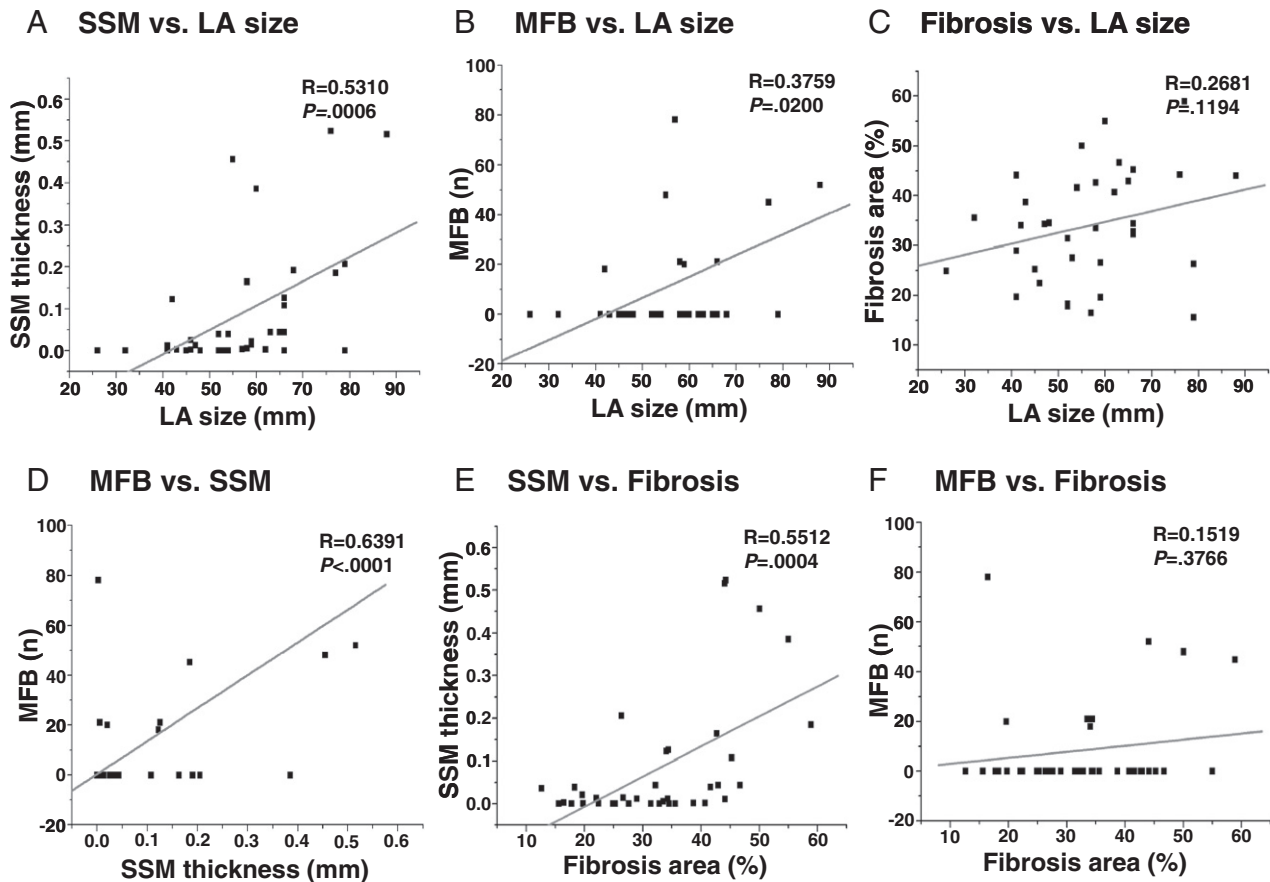 A SSM vs. LA size
R=0.5310
P=.0006
SSM thickness (mm)
0.6
0.5
0.4
0.3
0.2
0.1
0.0
20 30 40 50 60 70 80 90
LA size (mm)
B MFB vs. LA size
R=0.3759
P=.0200
MFB (n)
100
80
60
40
20
0
-20
20 30 40 50 60 70 80 90
LA size (mm)
C Fibrosis vs. LA size
R=0.2681
P=.1194
Fibrosis area (%)
60
50
40
30
20
10
20 30 40 50 60 70 80 90
LA size (mm)
D MFB vs. SSM
R=0.6391
P<.0001
MFB (n)
100
80
60
40
20
0
-20
0.0 0.1 0.2 0.3 0.4 0.5 0.6
SSM thickness (mm)
E SSM vs. Fibrosis
R=0.5512
P=.0004
SSM thickness (mm)
0.6
0.5
0.4
0.3
0.2
0.1
0.0
10 20 30 40 50 60
Fibrosis area (%)
F MFB vs. Fibrosis
R=0.1519
P=.3766
MFB (n)
100
80
60
40
20
0
-20
10 20 30 40 50 60
Fibrosis area (%)